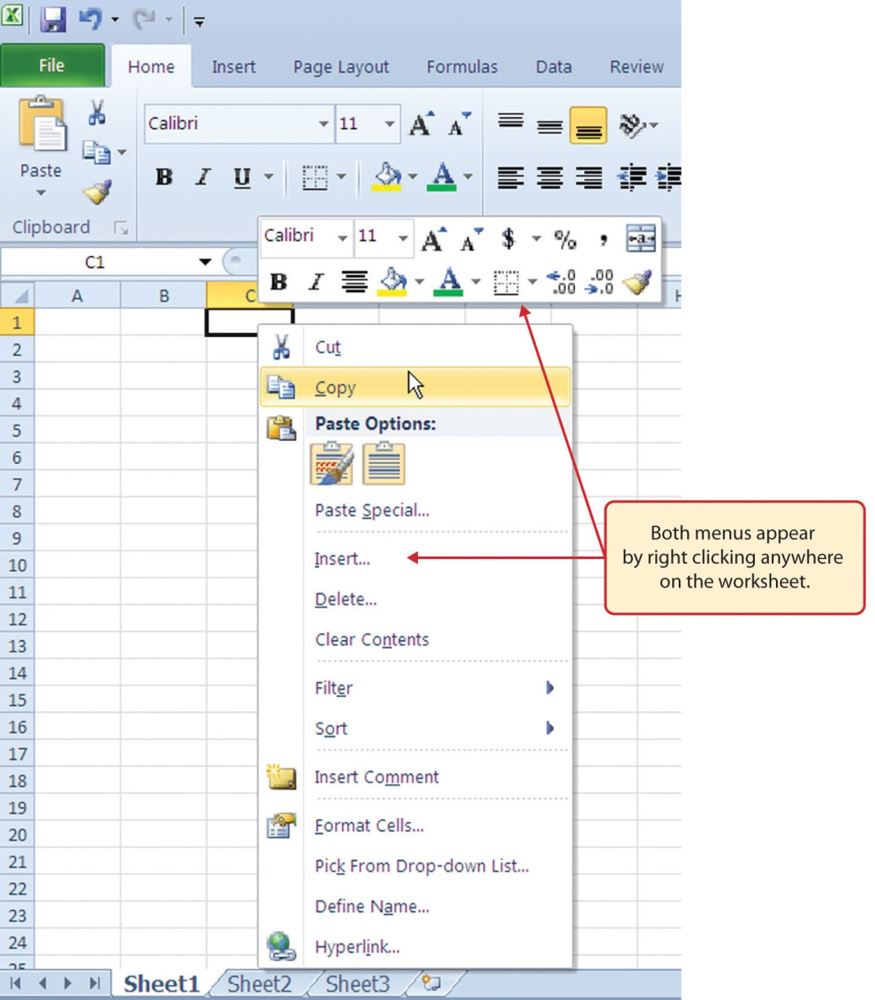 File Home Insert Page Layout Formulas Data Review
Calibri 11 A A
Paste
B I U A
Clipboard
Calibri 11 A A $ % ,
B I A .0 .00 .00 .0
C1
A B C H
1
2
3
4
5
6
7
8
9
10
11
12
13
14
15
16
17
18
19
20
21
22
23
24
25
Cut
Copy
Paste Options:
Paste Special...
Insert...
Delete...
Clear Contents
Filter
Sort
Insert Comment
Format Cells...
Pick From Drop-down List...
Define Name...
Hyperlink...
Both menus appear
by right clicking anywhere
on the worksheet.
Sheet1 Sheet2 Sheet3